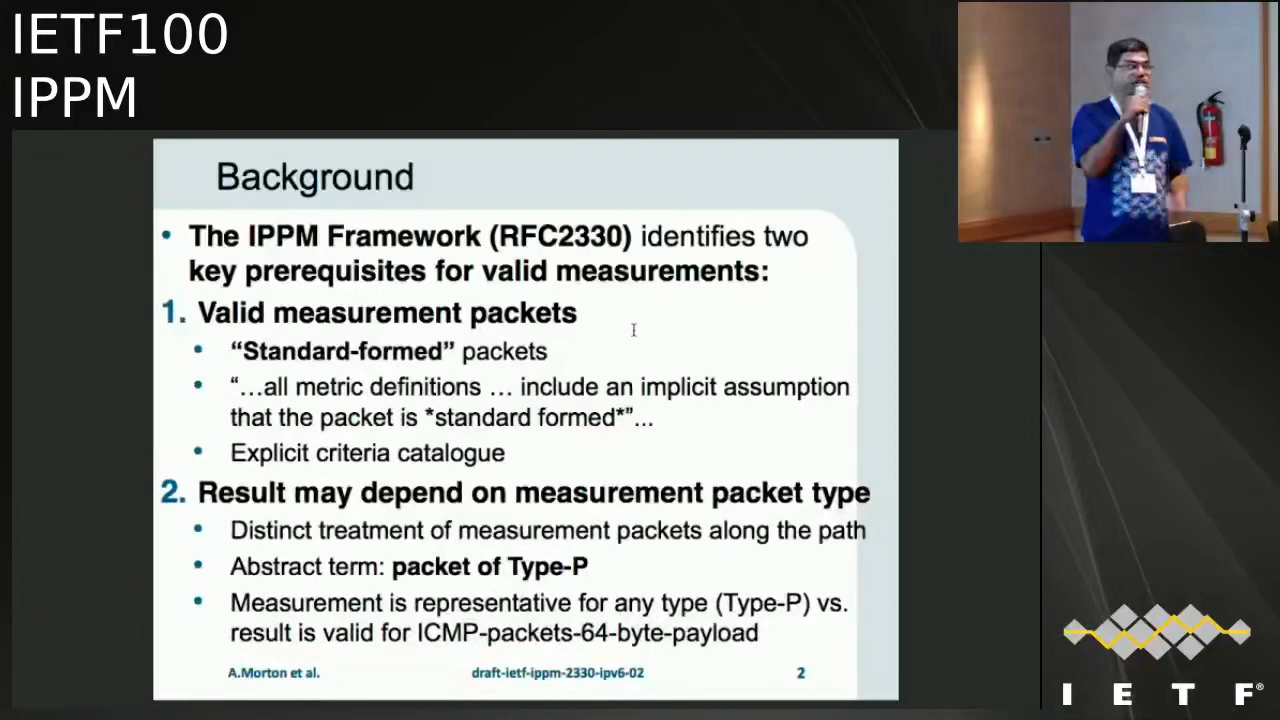 IETF100
IPPM
Background
• The IPPM Framework (RFC2330) identifies two
key prerequisites for valid measurements:
1. Valid measurement packets
• “Standard-formed” packets
• “…all metric definitions … include an implicit assumption
that the packet is *standard formed*”...
• Explicit criteria catalogue
2. Result may depend on measurement packet type
• Distinct treatment of measurement packets along the path
• Abstract term: packet of Type-P
• Measurement is representative for any type (Type-P) vs.
result is valid for ICMP-packets-64-byte-payload
A.Morton et al. draft-ietf-ippm-2330-ipv6-02 2
I E T F®